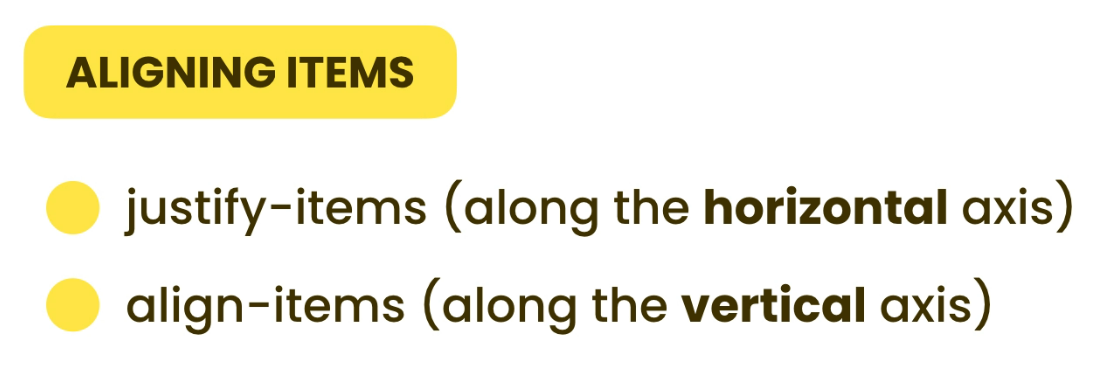 ALIGNING ITEMS
justify-items (along the horizontal axis)
align-items (along the vertical axis)